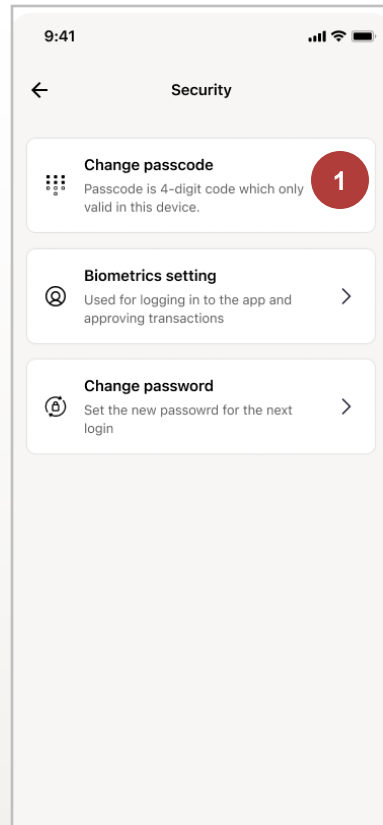 9:41
Security
Change passcode
Passcode is 4-digit code which only
valid in this device.
1
Biometrics setting
Used for logging in to the app and
approving transactions
Change password
Set the new passowrd for the next
login